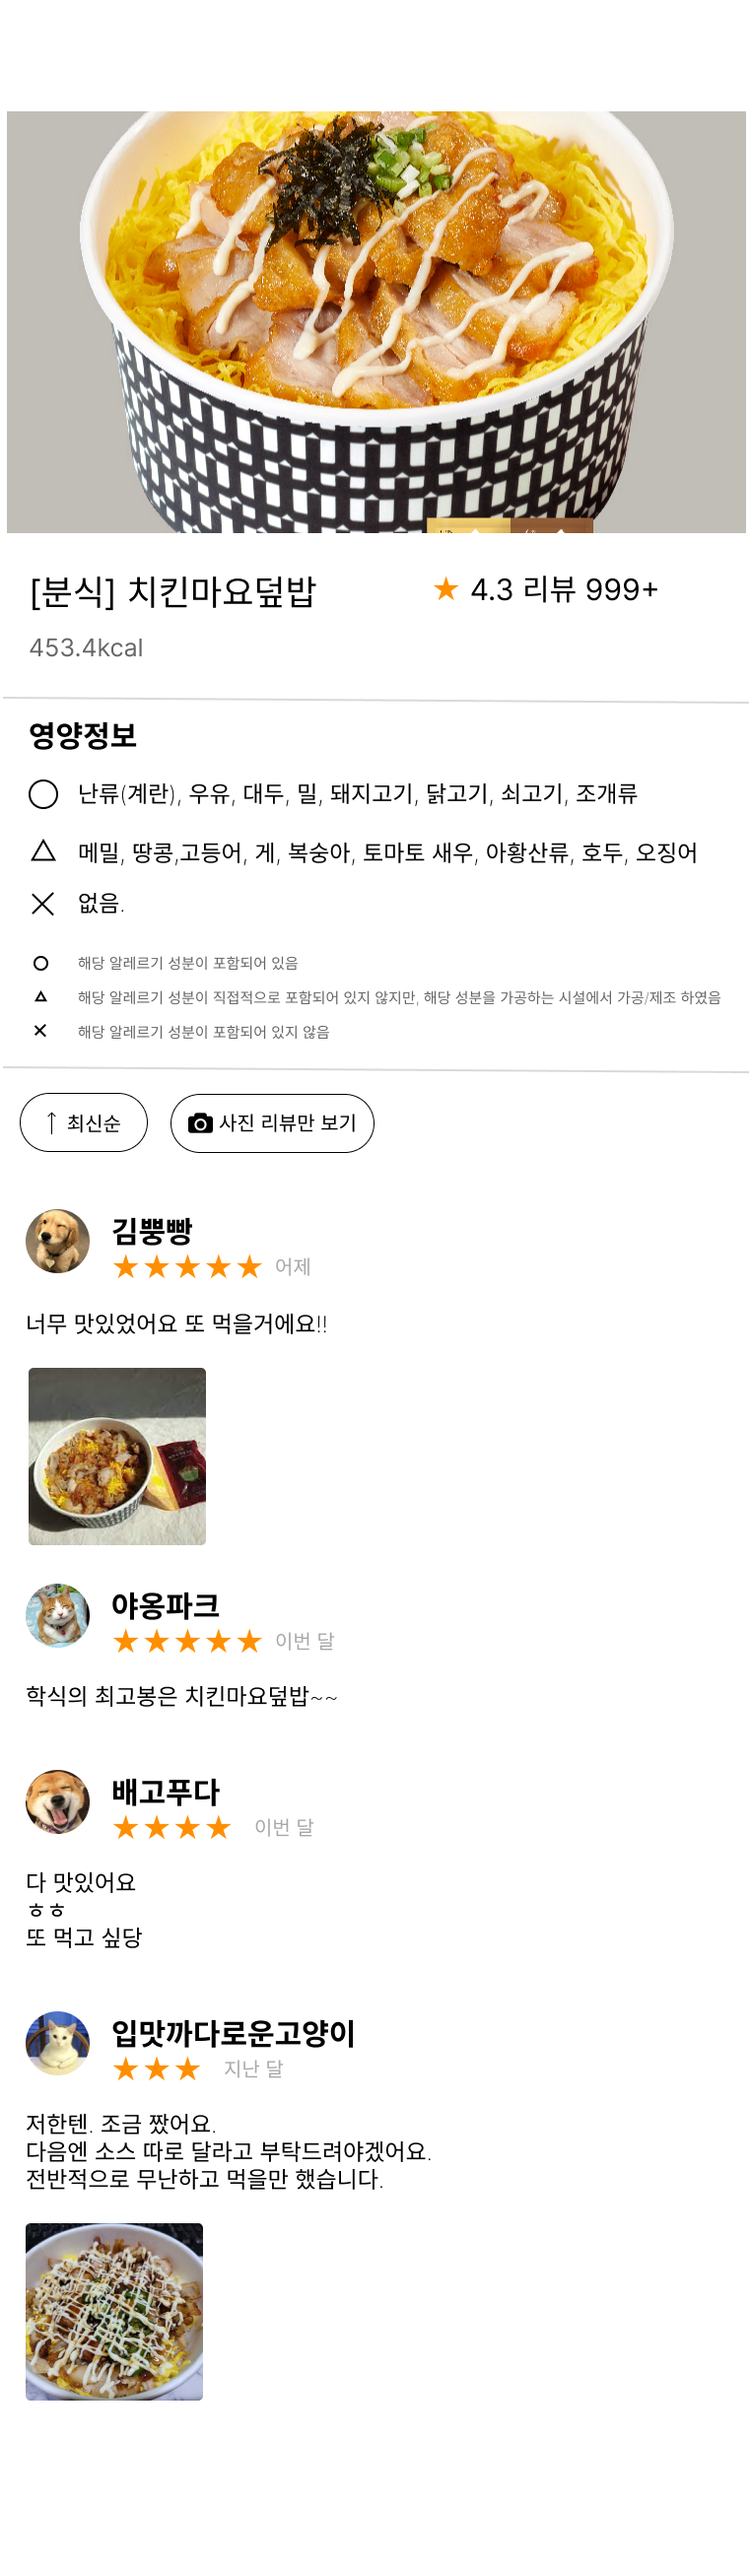 [분식] 치킨마요덮밥
★ 4.3 리뷰 999+
453.4kcal
영양정보
○ 난류(계란), 우유, 대두, 밀, 돼지고기, 닭고기, 쇠고기, 조개류
△ 메밀, 땅콩,고등어, 게, 복숭아, 토마토 새우, 아황산류, 호두, 오징어
× 없음.
○ 해당 알레르기 성분이 포함되어 있음
△ 해당 알레르기 성분이 직접적으로 포함되어 있지 않지만, 해당 성분을 가공하는 시설에서 가공/제조 하였음
× 해당 알레르기 성분이 포함되어 있지 않음
↑ 최신순
사진 리뷰만 보기
김뿡빵
★★★★★ 어제
너무 맛있었어요 또 먹을거에요!!
야옹파크
★★★★★ 이번 달
학식의 최고봉은 치킨마요덮밥~~
배고푸다
★★★★ 이번 달
다 맛있어요
ㅎㅎ
또 먹고 싶당
입맛까다로운고양이
★★★ 지난 달
저한텐. 조금 짰어요.
다음엔 소스 따로 달라고 부탁드려야겠어요.
전반적으로 무난하고 먹을만 했습니다.